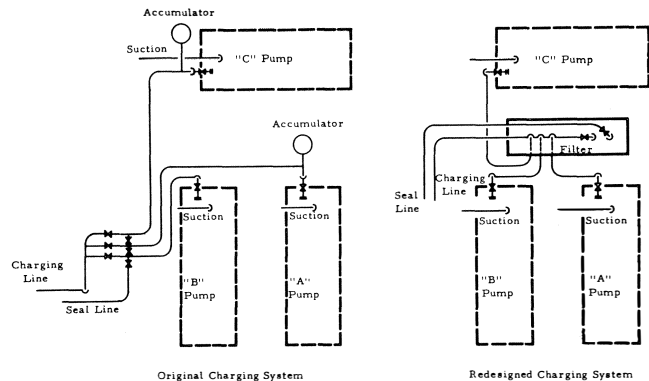 Accumulator
Suction
"C" Pump
Accumulator
Suction
Suction
"B"
Pump
"A"
Pump
Charging
Line
Seal Line
Original Charging System
"C" Pump
Filter
Charging
Line
Seal
Line
Suction
Suction
"B"
Pump
"A"
Pump
Redesigned Charging System